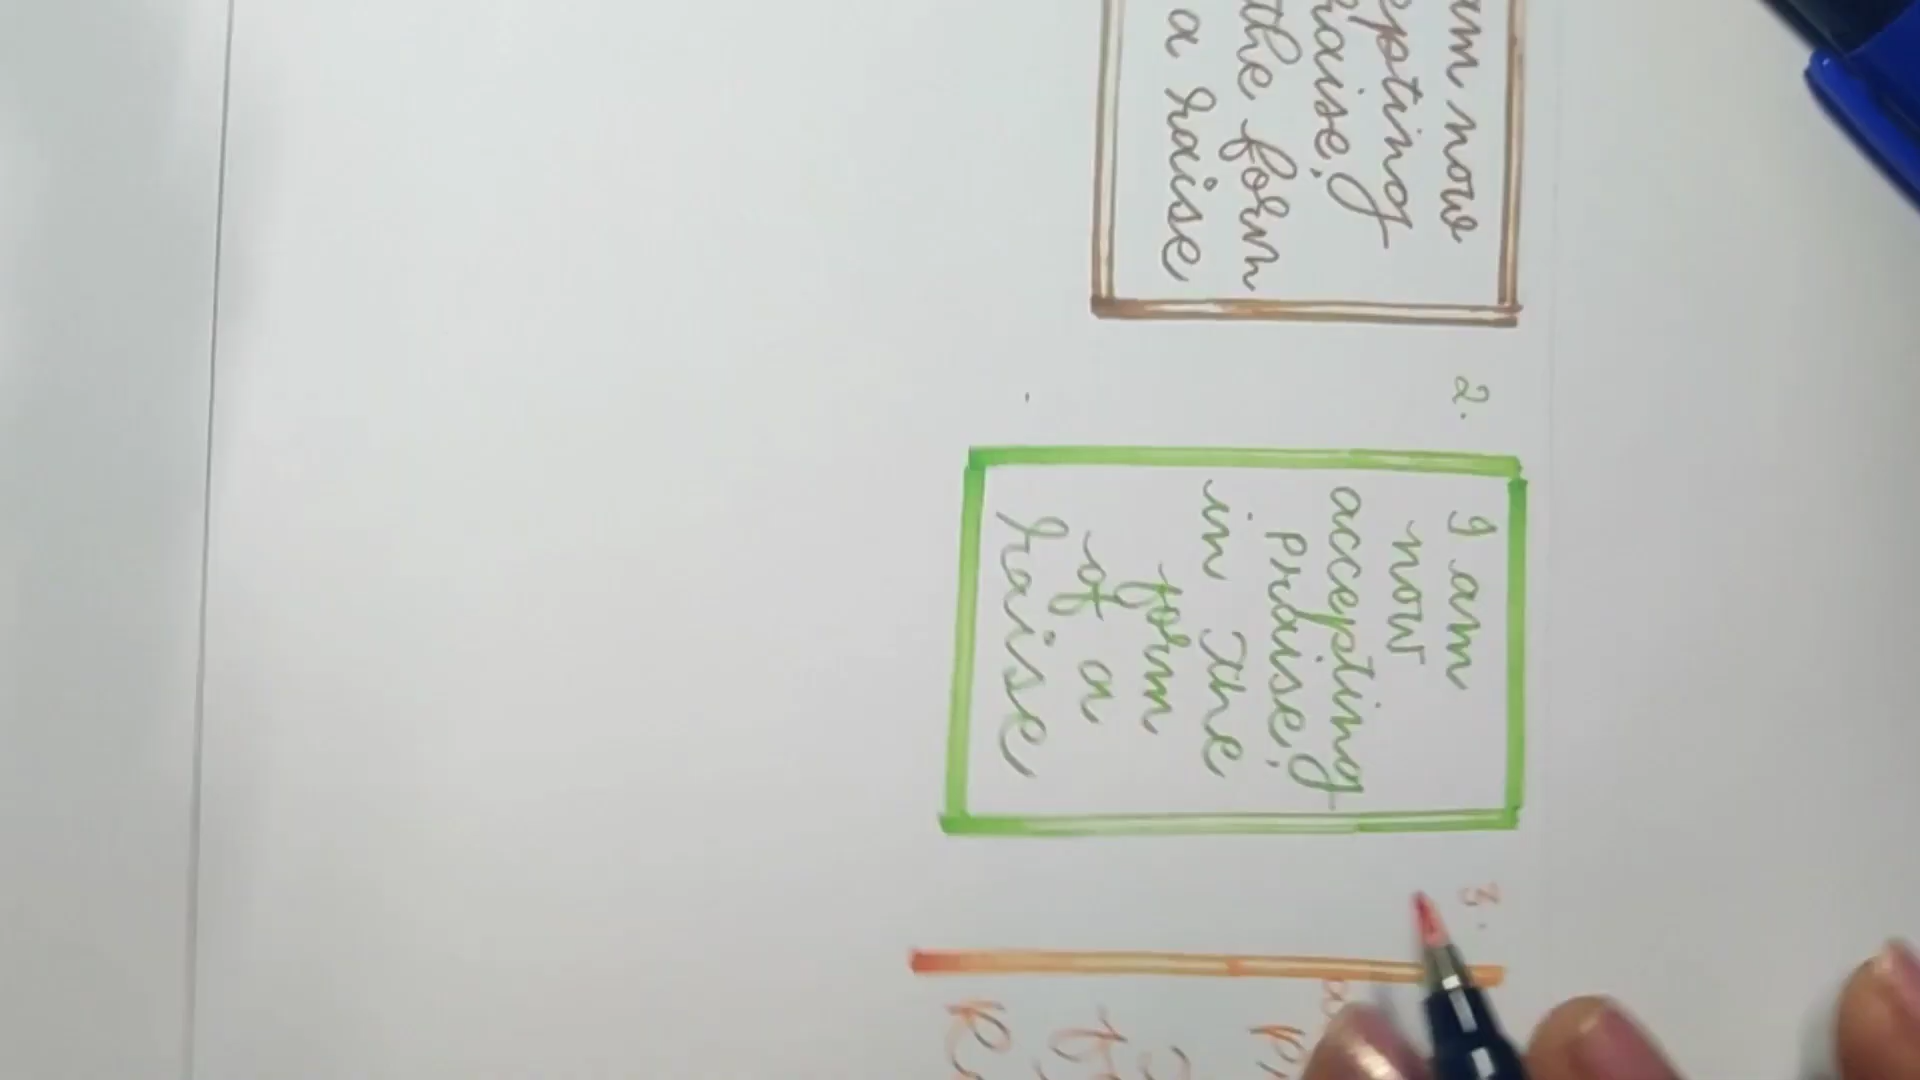 am now
epting
raise,
the form
a raise
2.
I am
now
accepting
praise,
in the
form
of a
raise
3.